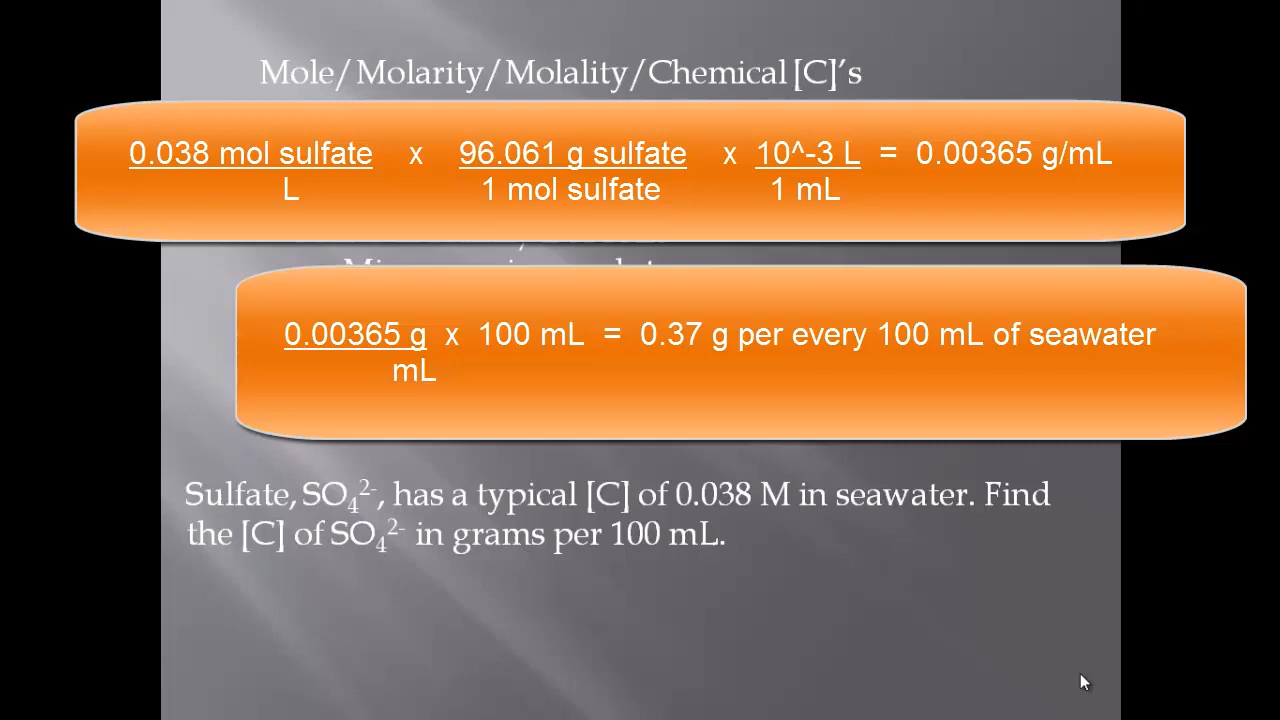 Mole/Molarity/Molality/Chemical [C]'s
0.038 mol sulfate x 96.061 g sulfate x 10^-3 L = 0.00365 g/mL
L 1 mol sulfate 1 mL
0.00365 g x 100 mL = 0.37 g per every 100 mL of seawater
mL
Sulfate, SO₄²⁻, has a typical [C] of 0.038 M in seawater. Find
the [C] of SO₄²⁻ in grams per 100 mL.